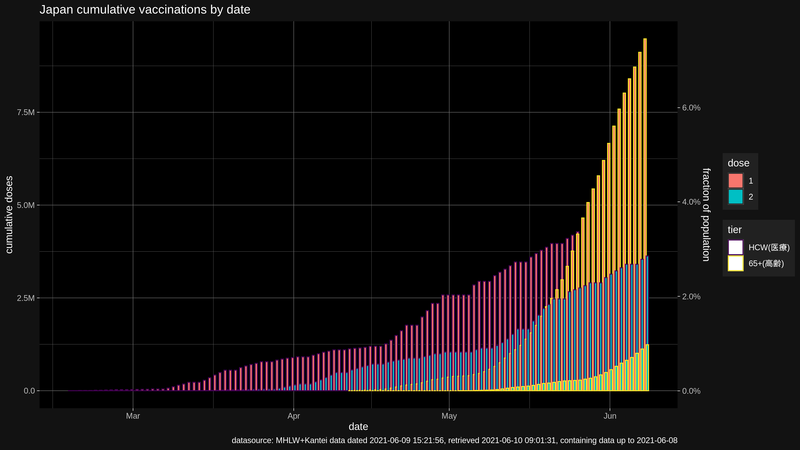 Japan cumulative vaccinations by date
cumulative doses
7.5M
5.0M
2.5M
0.0
6.0%
4.0%
2.0%
0.0%
fraction of population
Mar
Apr
May
Jun
date
dose
1
2
tier
HCW(医療)
65+(高齢)
datasource: MHLW+Kantei data dated 2021-06-09 15:21:56, retrieved 2021-06-10 09:01:31, containing data up to 2021-06-08